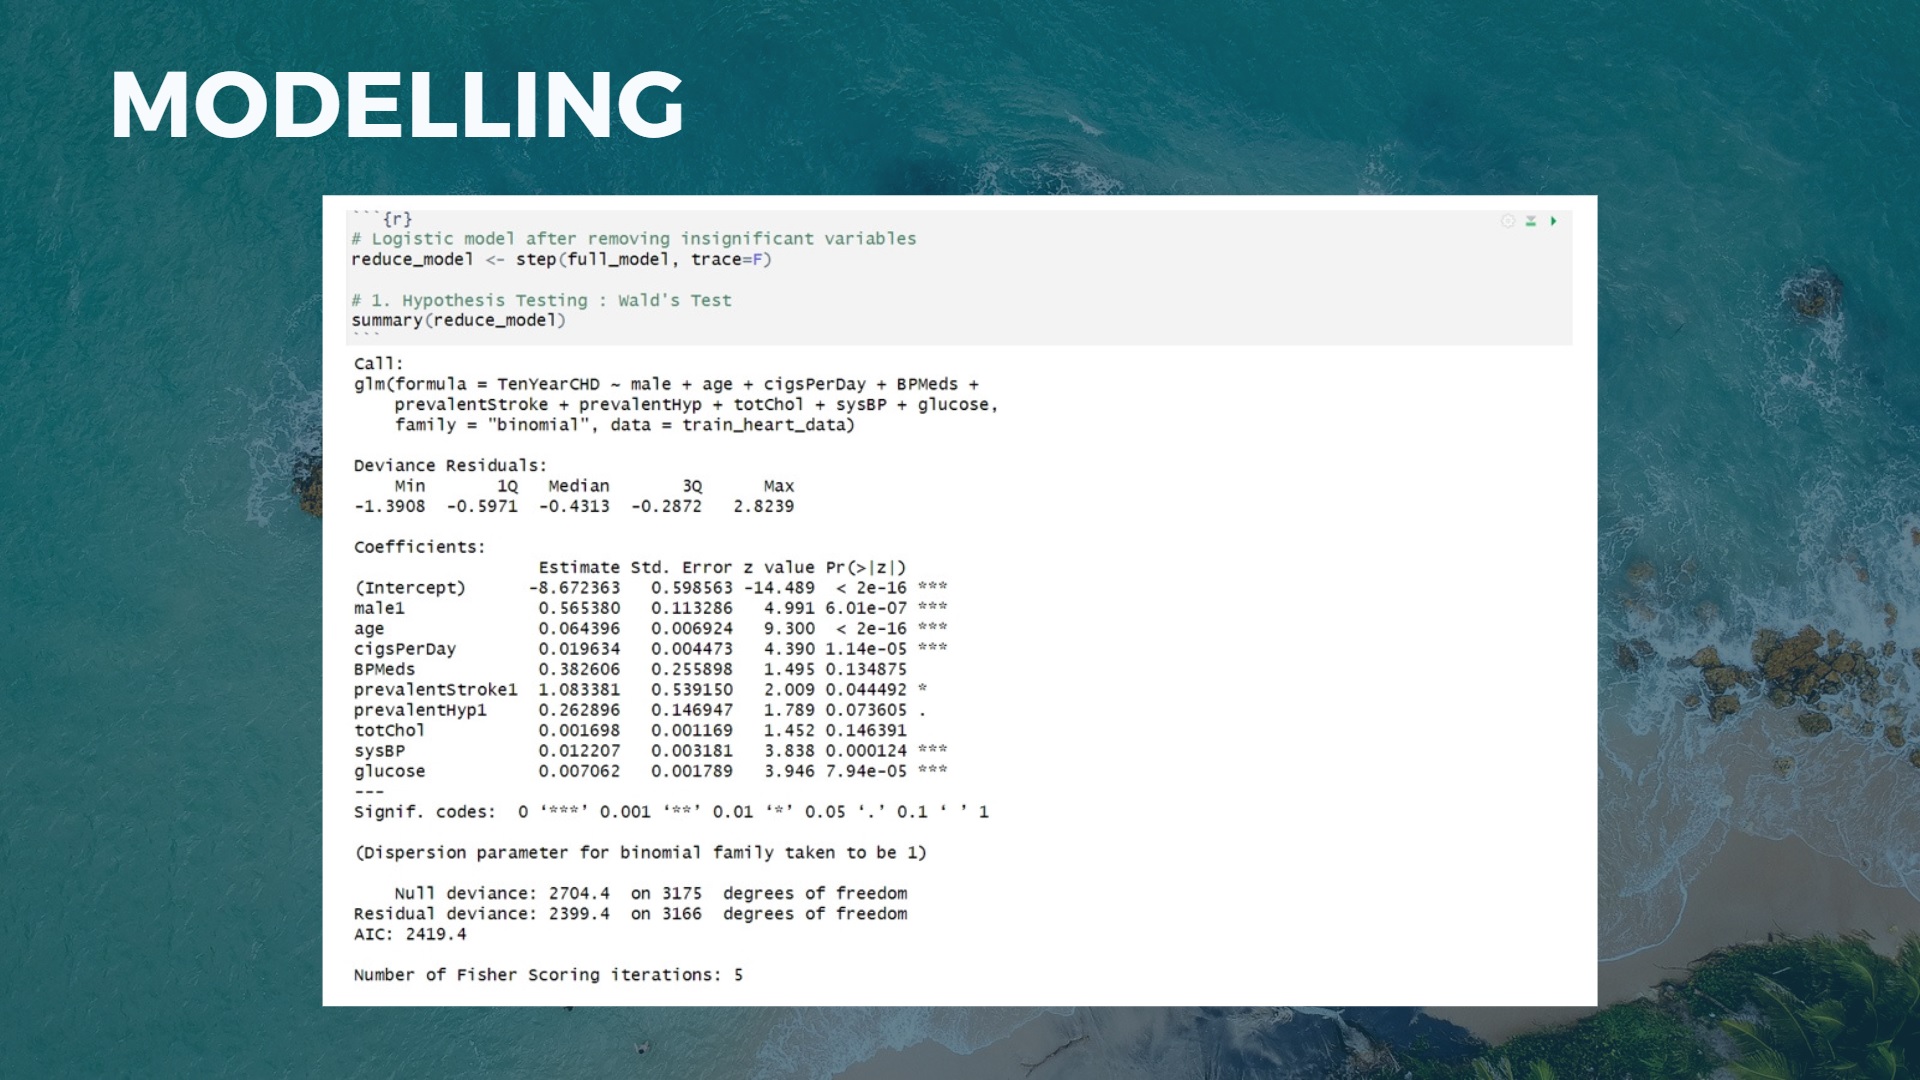 MODELLING
```{r}
# Logistic model after removing insignificant variables
reduce_model <- step(full_model, trace=F)
# 1. Hypothesis Testing : Wald's Test
summary(reduce_model)
```
Call:
glm(formula = TenYearCHD ~ male + age + cigsPerDay + BPMeds +
    prevalentStroke + prevalentHyp + totChol + sysBP + glucose,
    family = "binomial", data = train_heart_data)
Deviance Residuals:
    Min       1Q   Median       3Q      Max
-1.3908  -0.5971  -0.4313  -0.2872   2.8239
Coefficients:
                  Estimate Std. Error z value Pr(>|z|)
(Intercept)      -8.672363   0.598563 -14.489  < 2e-16 ***
male1             0.565380   0.113286   4.991 6.01e-07 ***
age               0.064396   0.006924   9.300  < 2e-16 ***
cigsPerDay        0.019634   0.004473   4.390 1.14e-05 ***
BPMeds            0.382606   0.255898   1.495 0.134875
prevalentStroke1  1.083381   0.539150   2.009 0.044492 *
prevalentHyp1     0.262896   0.146947   1.789 0.073605 .
totChol           0.001698   0.001169   1.452 0.146391
sysBP             0.012207   0.003181   3.838 0.000124 ***
glucose           0.007062   0.001789   3.946 7.94e-05 ***
---
Signif. codes:  0 ‘***’ 0.001 ‘**’ 0.01 ‘*’ 0.05 ‘.’ 0.1 ‘ ’ 1
(Dispersion parameter for binomial family taken to be 1)
    Null deviance: 2704.4  on 3175  degrees of freedom
Residual deviance: 2399.4  on 3166  degrees of freedom
AIC: 2419.4
Number of Fisher Scoring iterations: 5